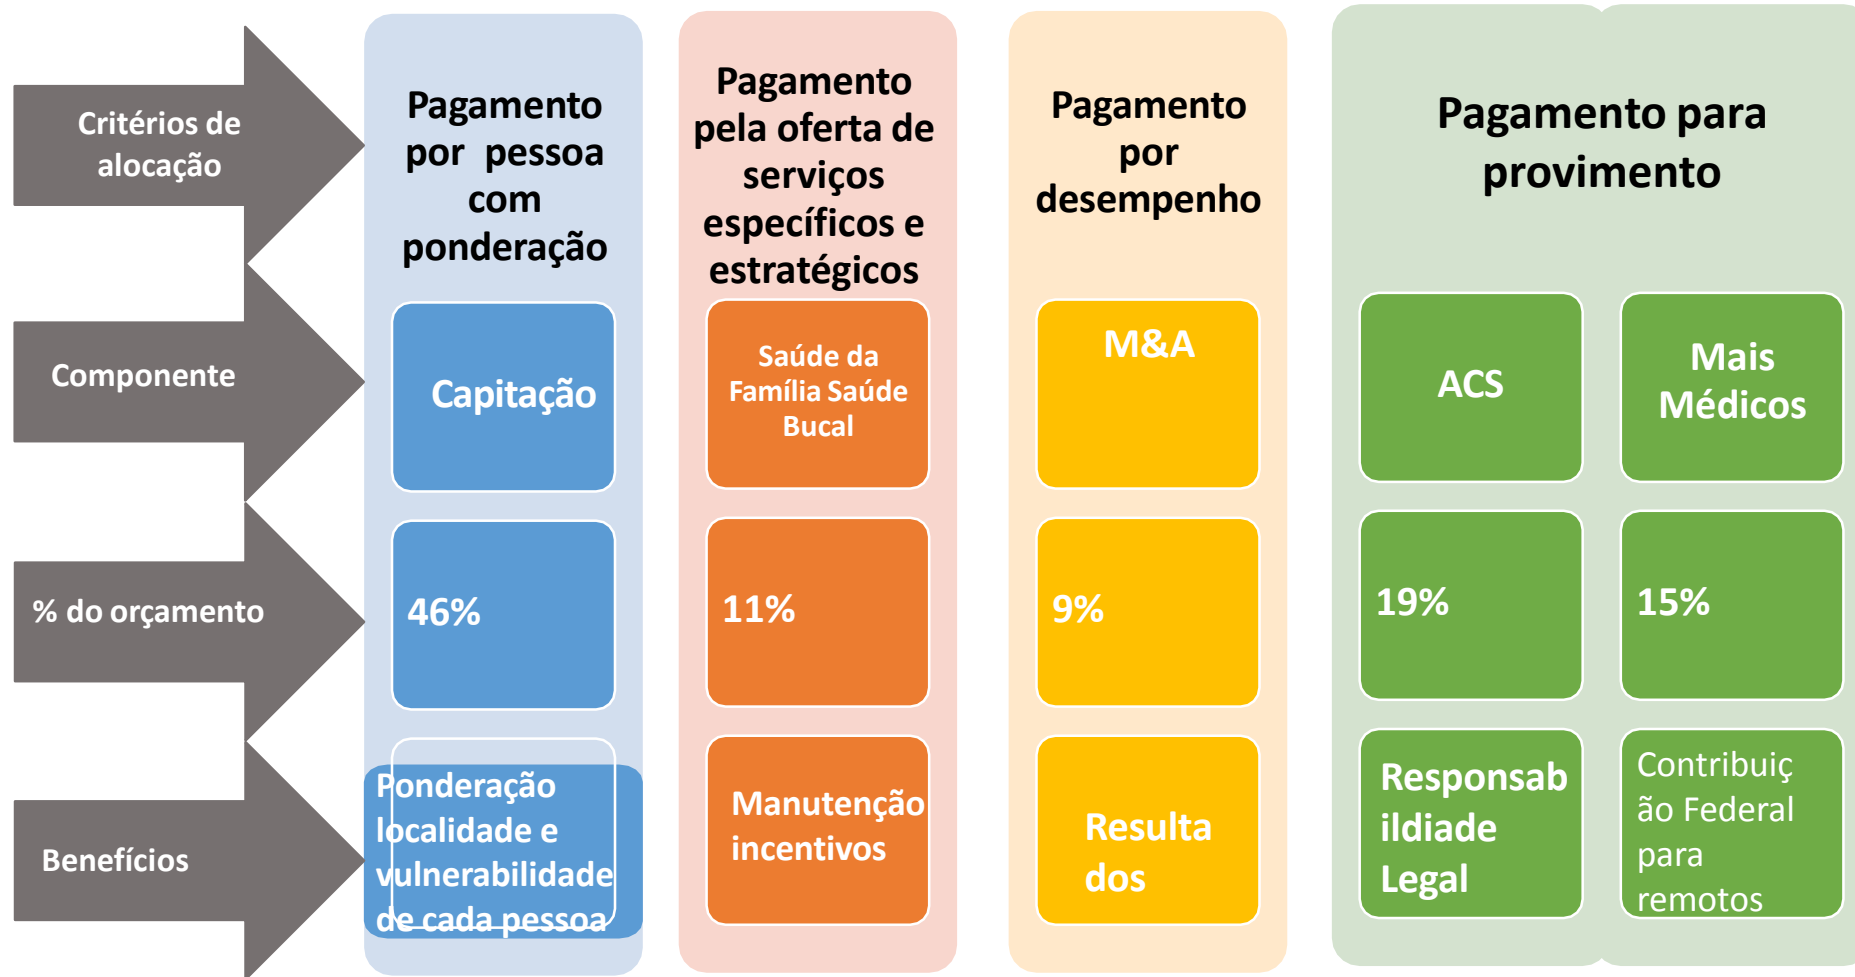 Critérios de
alocação
Pagamento
por pessoa
com
ponderação
Pagamento
pela oferta de
serviços
específicos e
estratégicos
Pagamento
por
desempenho
Pagamento para
provimento
Componente
Capitação
Saúde da
Família Saúde
Bucal
M&A
ACS
Mais
Médicos
% do orçamento
46%
11%
9%
19%
15%
Benefícios
Ponderação
localidade e
vulnerabilidade
de cada pessoa
Manutenção
incentivos
Resulta
dos
Responsab
ildiade
Legal
Contribuiç
ão Federal
para
remotos